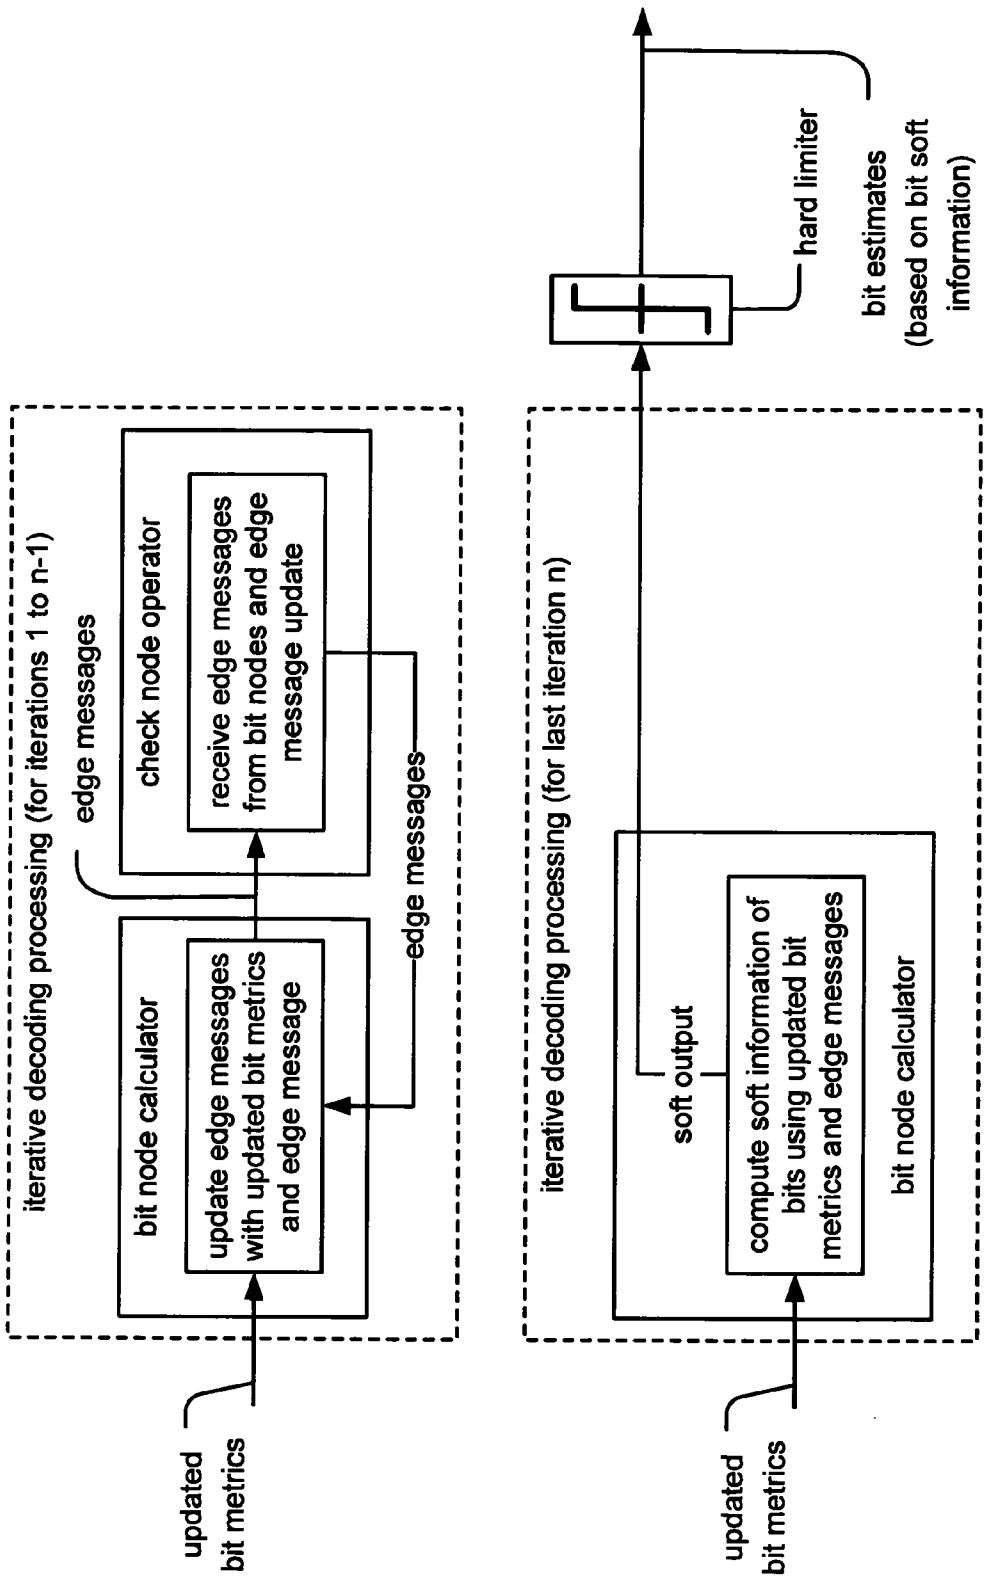 iterative decoding processing (for iterations 1 to n-1)
edge messages
bit node calculator
update edge messages
with updated bit metrics
and edge message
check node operator
receive edge messages
from bit nodes and edge
message update
edge messages
updated
bit metrics
iterative decoding processing (for last iteration n)
soft output
compute soft information of
bits using updated bit
metrics and edge messages
bit node calculator
updated
bit metrics
hard limiter
bit estimates
(based on bit soft
information)